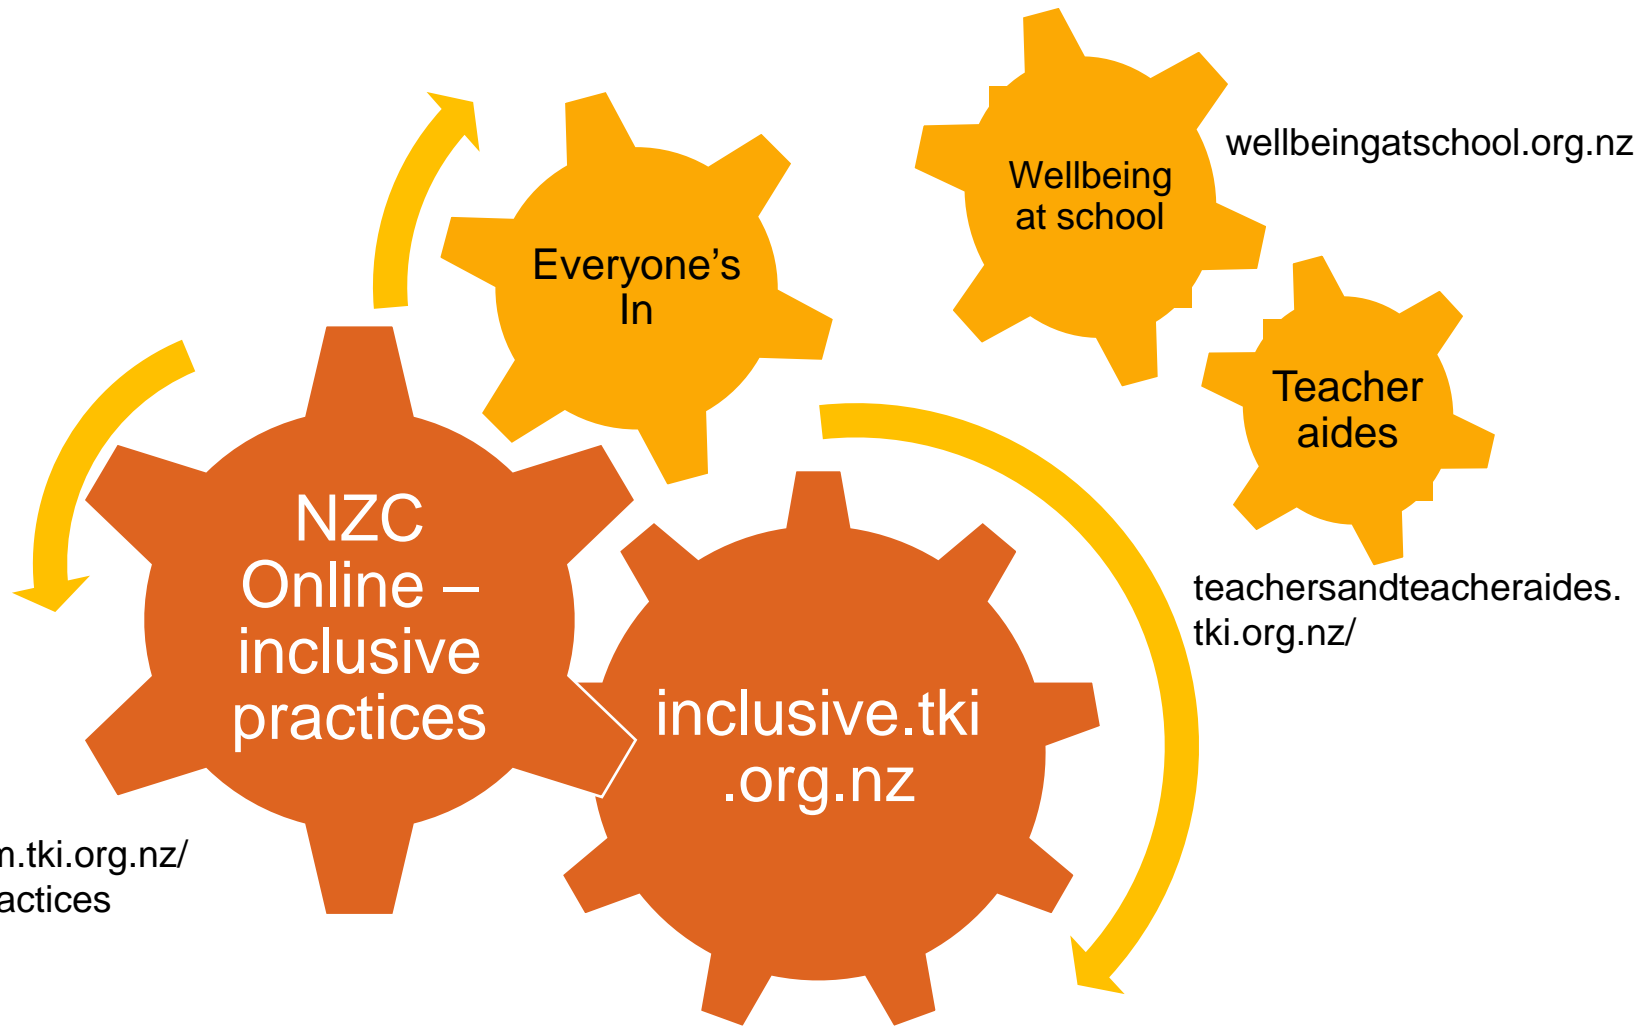 wellbeingatschool.org.nz
Wellbeing
at school
Everyone’s
In
Teacher
aides
NZC
Online –
inclusive
practices
teachersandteacheraides.
tki.org.nz/
inclusive.tki
.org.nz
.tki.org.nz/